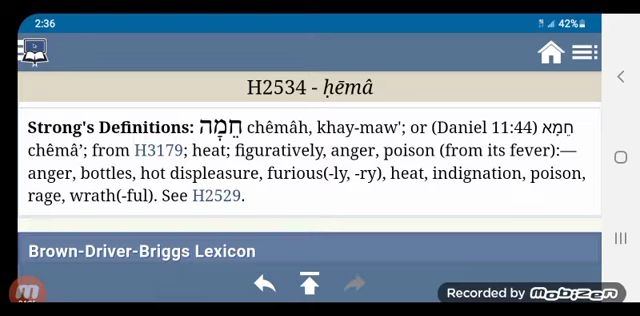 2:36
42%
H2534 - ḥēmâ
Strong's Definitions: חֵמָה chêmâh, khay-maw'; or (Daniel 11:44) חֵמָא
chêmâʼ; from H3179; heat; figuratively, anger, poison (from its fever):—
anger, bottles, hot displeasure, furious(-ly, -ry), heat, indignation, poison,
rage, wrath(-ful). See H2529.
Brown-Driver-Briggs Lexicon
Recorded by mobizen